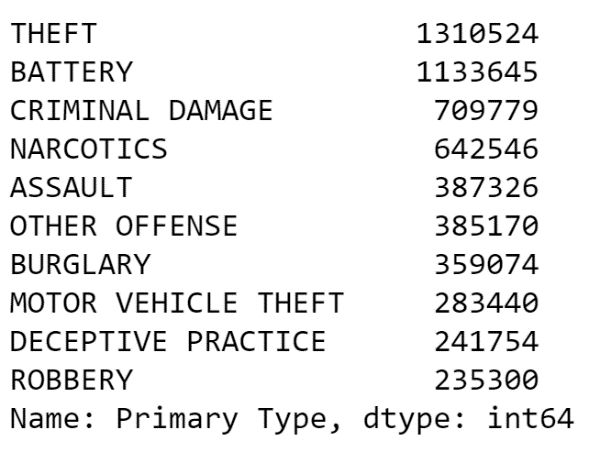 THEFT 1310524
BATTERY 1133645
CRIMINAL DAMAGE 709779
NARCOTICS 642546
ASSAULT 387326
OTHER OFFENSE 385170
BURGLARY 359074
MOTOR VEHICLE THEFT 283440
DECEPTIVE PRACTICE 241754
ROBBERY 235300
Name: Primary Type, dtype: int64